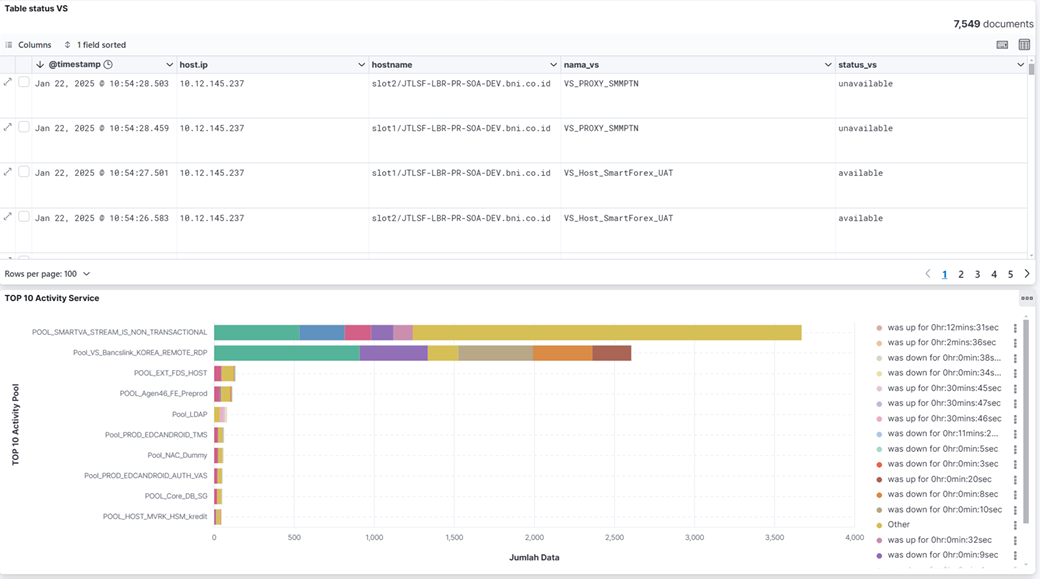 Table status VS
7,549 documents
Columns 1 field sorted
@timestamp host.ip hostname nama_vs status_vs
Jan 22, 2025 @ 10:54:28.503 10.12.145.237 slot2/JTLSF-LBR-PR-SOA-DEV.bni.co.id VS_PROXY_SMMPTN unavailable
Jan 22, 2025 @ 10:54:28.459 10.12.145.237 slot1/JTLSF-LBR-PR-SOA-DEV.bni.co.id VS_PROXY_SMMPTN unavailable
Jan 22, 2025 @ 10:54:27.501 10.12.145.237 slot1/JTLSF-LBR-PR-SOA-DEV.bni.co.id VS_Host_SmartForex_UAT available
Jan 22, 2025 @ 10:54:26.583 10.12.145.237 slot2/JTLSF-LBR-PR-SOA-DEV.bni.co.id VS_Host_SmartForex_UAT available
Rows per page: 100 1 2 3 4 5
TOP 10 Activity Service
TOP 10 Activity Pool
POOL_SMARTVA_STREAM_IS_NON_TRANSACTIONAL
Pool_VS_Bancslink_KOREA_REMOTE_RDP
POOL_EXT_FDS_HOST
POOL_Agen46_FE_Preprod
Pool_LDAP
Pool_PROD_EDCANDROID_TMS
Pool_NAC_Dummy
Pool_PROD_EDCANDROID_AUTH_VAS
POOL_Core_DB_SG
POOL_HOST_MVRK_HSM_kredit
0 500 1,000 1,500 2,000 2,500 3,000 3,500 4,000
Jumlah Data
was up for 0hr:12mins:31sec
was up for 0hr:2mins:36sec
was down for 0hr:0min:38s...
was down for 0hr:0min:34s...
was up for 0hr:30mins:45sec
was up for 0hr:30mins:47sec
was up for 0hr:30mins:46sec
was down for 0hr:11mins:2...
was down for 0hr:0min:5sec
was down for 0hr:0min:3sec
was up for 0hr:0min:20sec
was down for 0hr:0min:8sec
was down for 0hr:0min:10sec
Other
was up for 0hr:0min:32sec
was down for 0hr:0min:9sec